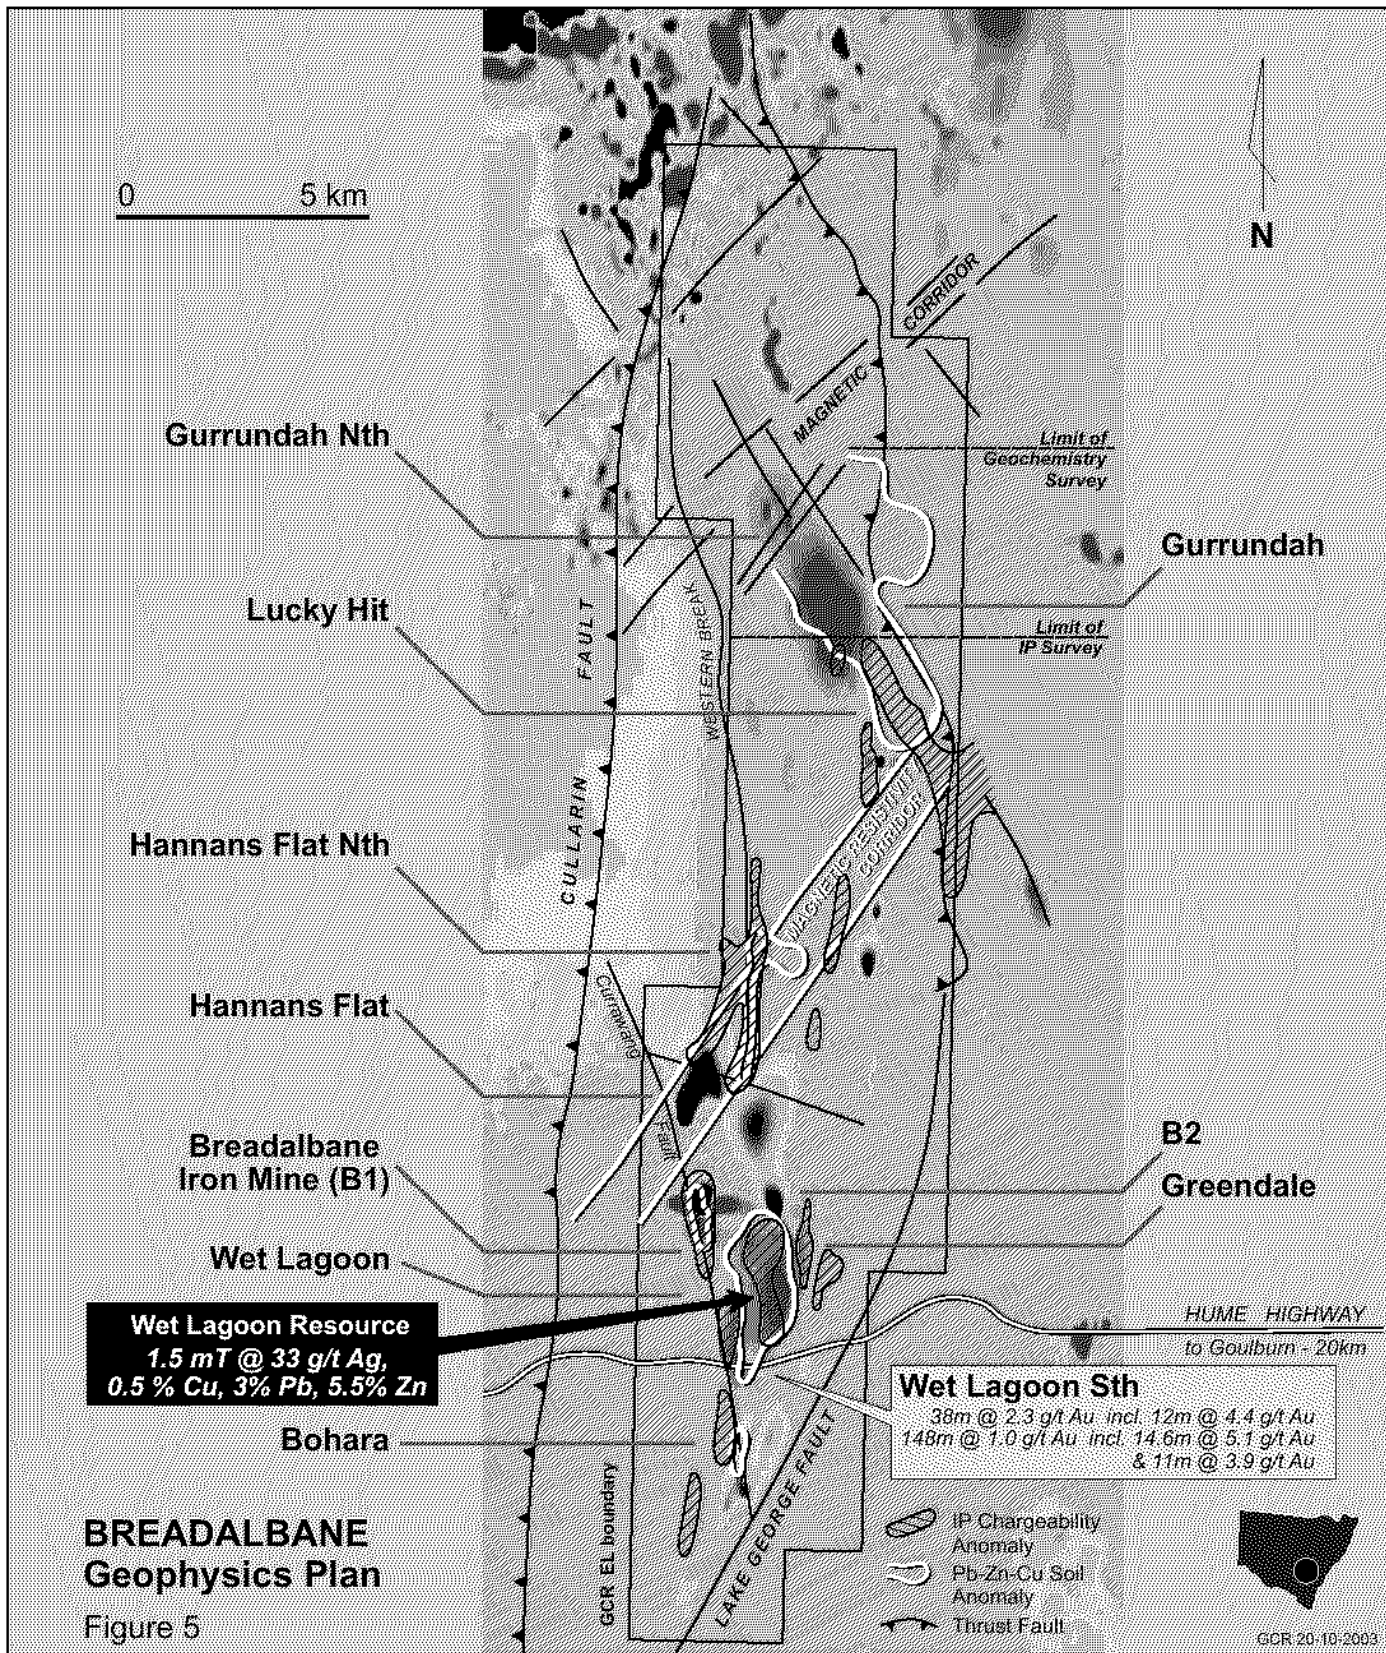 0 5 km
N
MAGNETIC CORRIDOR
Gurrundah Nth
Limit of
Geochemistry
Survey
Gurrundah
Lucky Hit
Limit of
IP Survey
CULLARIN FAULT
WESTERN BREAK
Hannans Flat Nth
MAGNETIC RESISTIVITY
CORRIDOR
Hannans Flat
Currawang Fault
Breadalbane
Iron Mine (B1)
B2
Greendale
Wet Lagoon
Wet Lagoon Resource
1.5 mT @ 33 g/t Ag,
0.5 % Cu, 3% Pb, 5.5% Zn
HUME HIGHWAY
to Goulburn - 20km
Wet Lagoon Sth
38m @ 2.3 g/t Au incl. 12m @ 4.4 g/t Au
148m @ 1.0 g/t Au incl. 14.6m @ 5.1 g/t Au
& 11m @ 3.9 g/t Au
Bohara
GCR EL boundary
LAKE GEORGE FAULT
BREADALBANE
Geophysics Plan
Figure 5
IP Chargeability
Anomaly
Pb-Zn-Cu Soil
Anomaly
Thrust Fault
GCR 20-10-2003